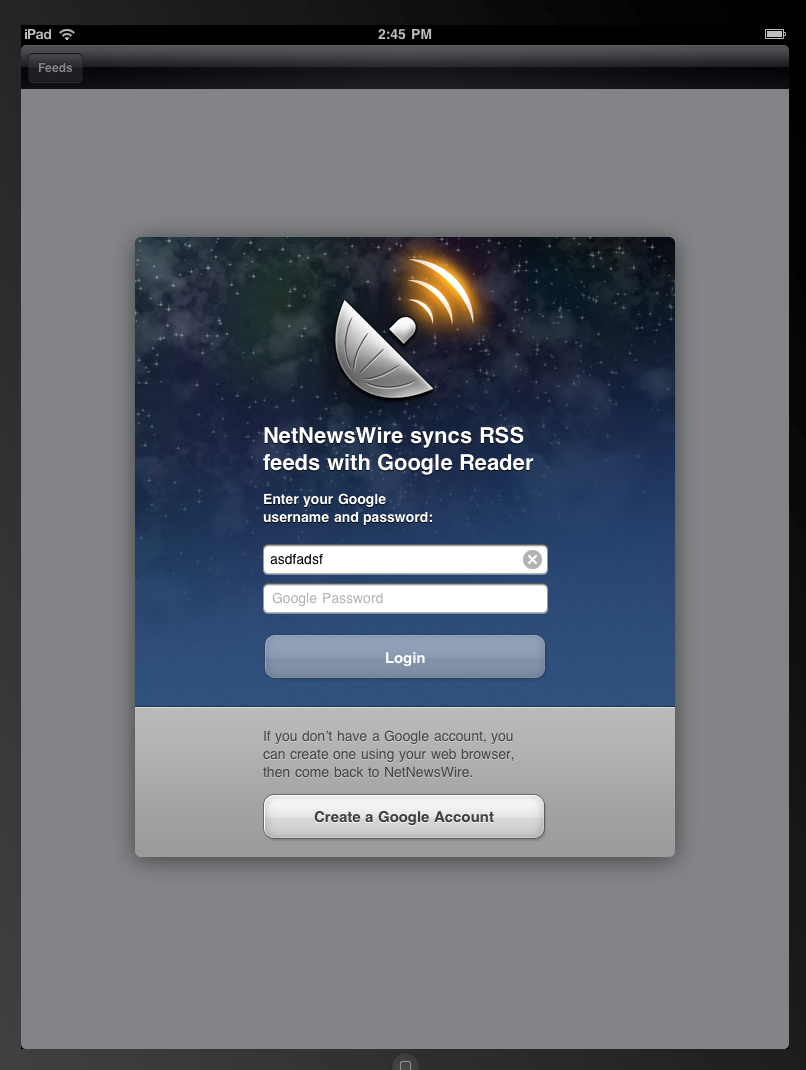 iPad
2:45 PM
Feeds
NetNewsWire syncs RSS
feeds with Google Reader
Enter your Google
username and password:
asdfadsf
Google Password
Login
If you don’t have a Google account, you
can create one using your web browser,
then come back to NetNewsWire.
Create a Google Account